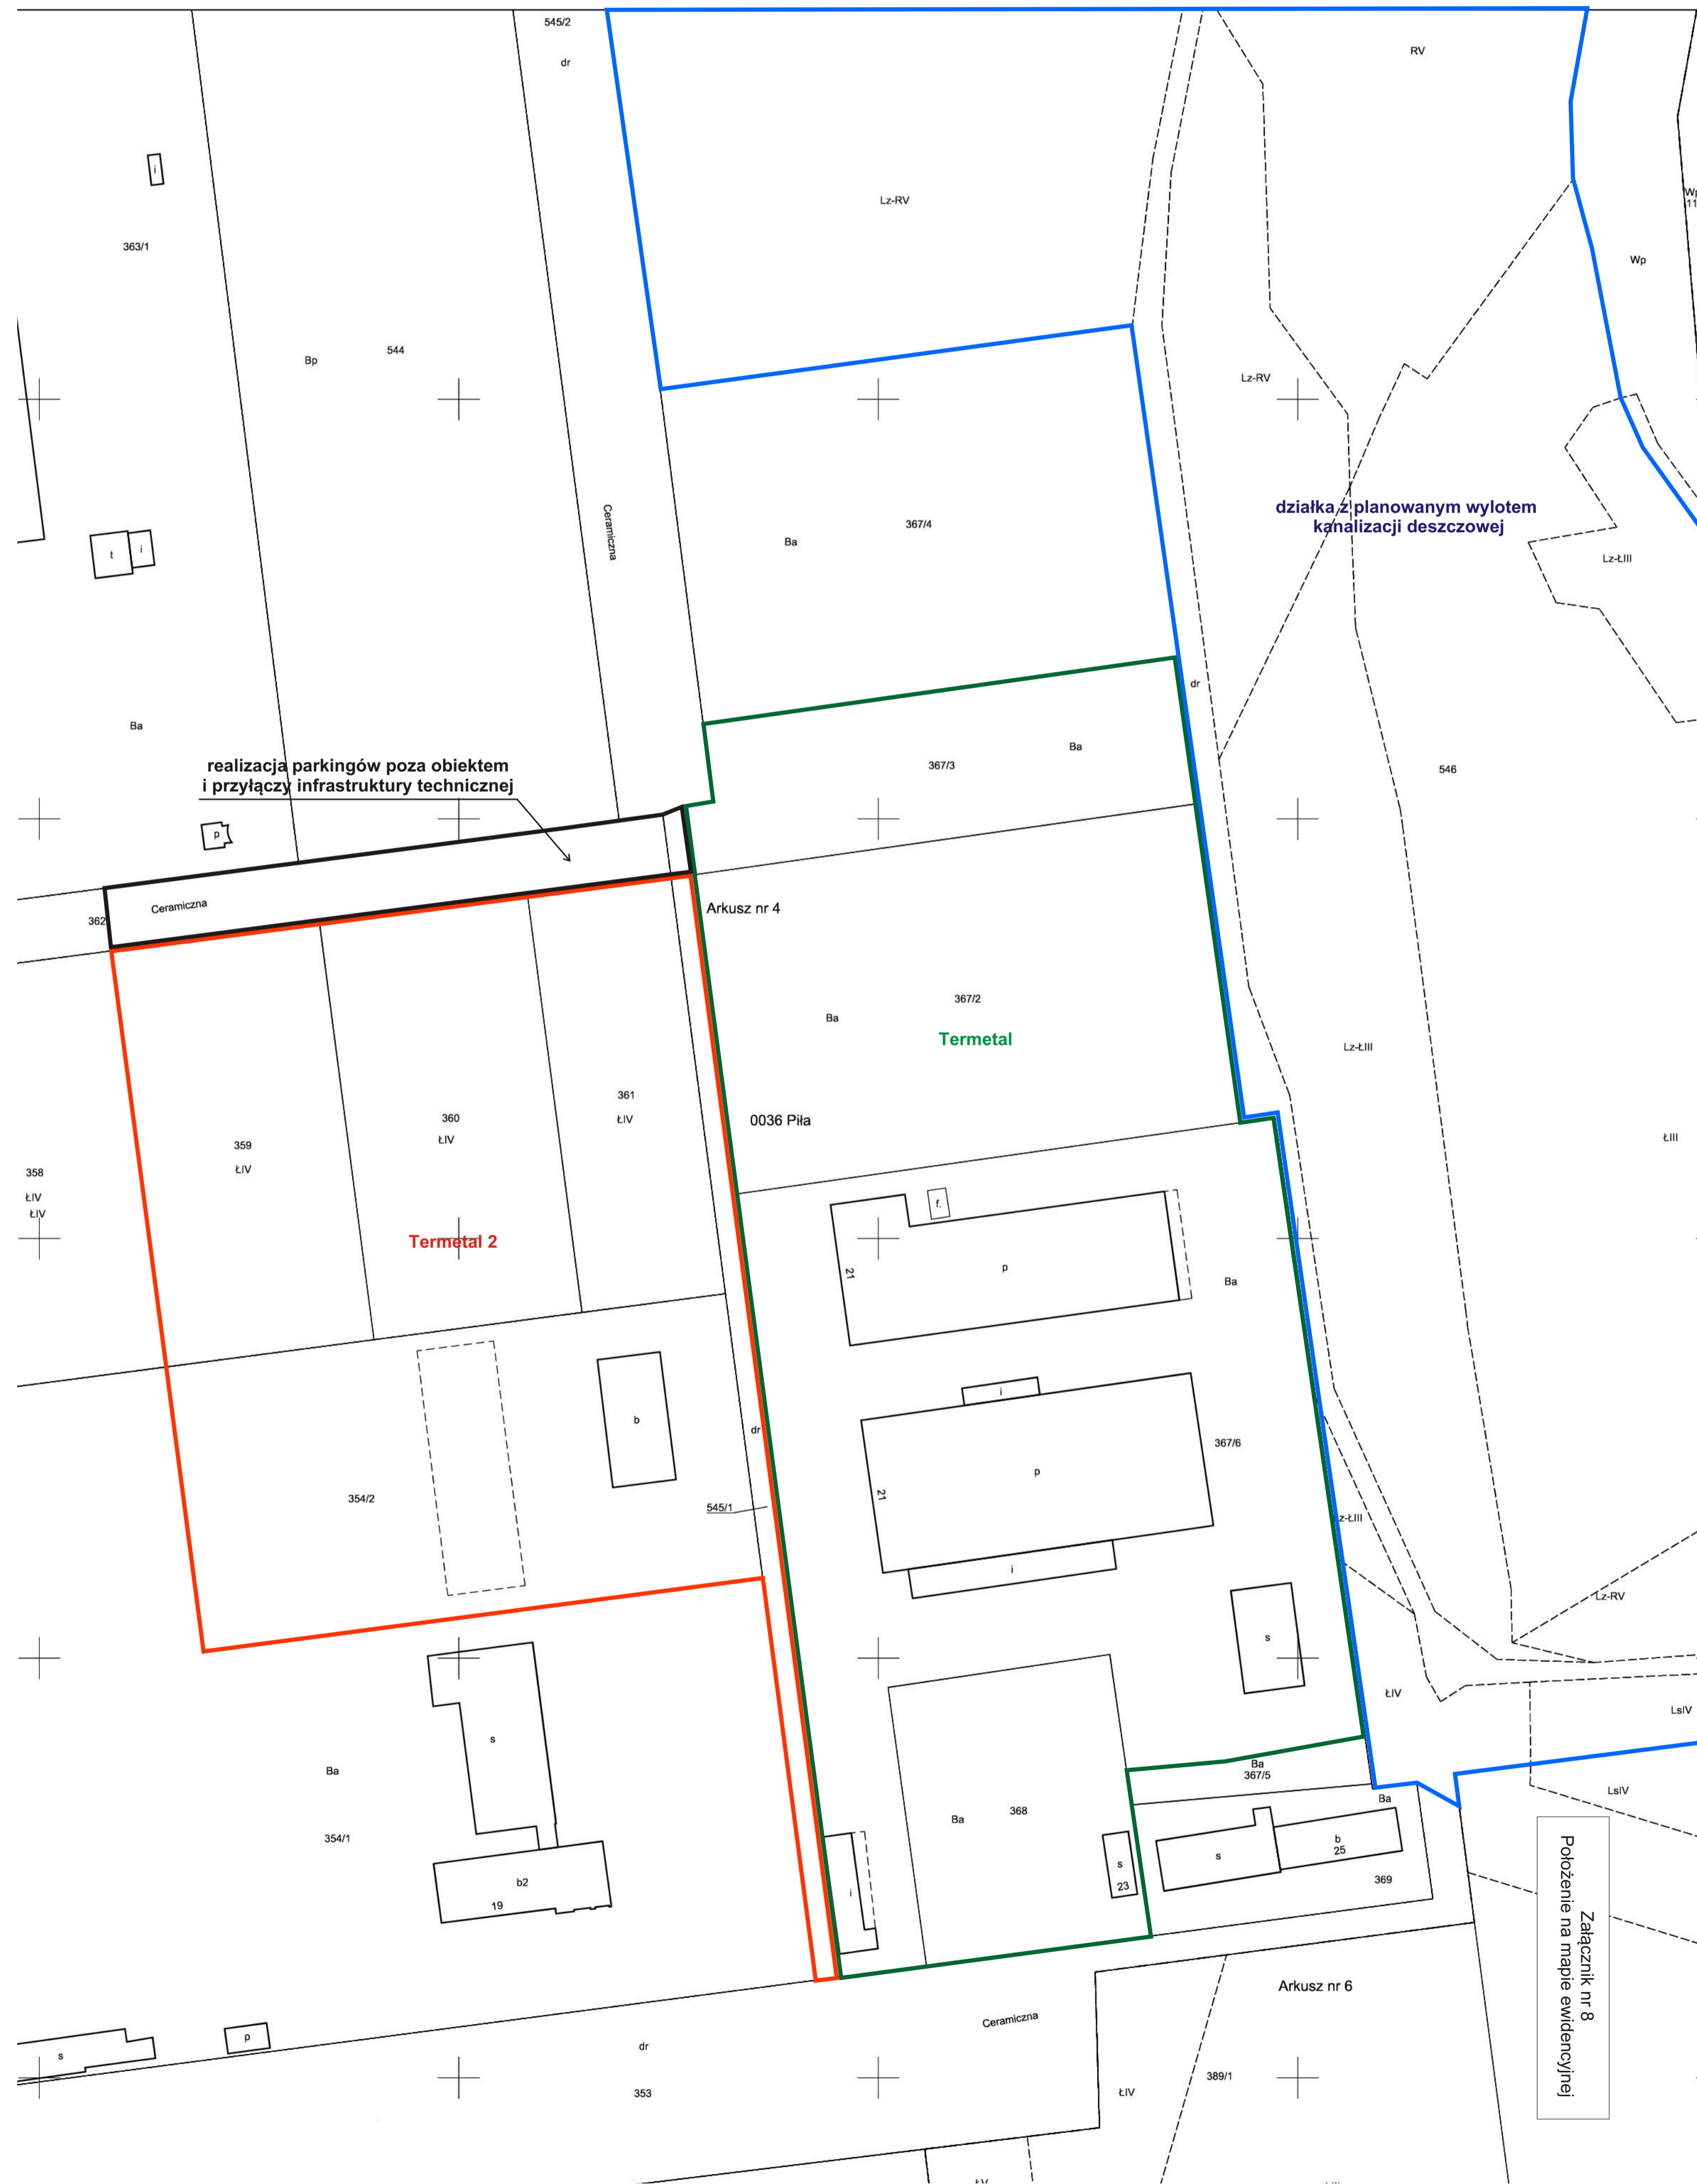 545/2
dr
RV
i
Lz-RV
363/1
Wp
Bp
544
Lz-RV
Ceramiczna
działka z planowanym wylotem
kanalizacji deszczowej
367/4
Ba
t
i
Lz-ŁIII
dr
Ba
Ba
367/3
546
realizacja parkingów poza obiektem
i przyłączy infrastruktury technicznej
p
Ceramiczna
362
Arkusz nr 4
367/2
Ba
Termetal
Lz-ŁIII
361
ŁIV
360
ŁIV
0036 Piła
359
ŁIV
ŁIII
358
ŁIV
ŁIV
f.
Termetal 2
21
p
Ba
i
b
dr
367/6
p
21
354/2
545/1
z-ŁIII
i
Lz-RV
s
ŁIV
LsIV
s
Ba
Ba
367/5
LsIV
Ba
368
Ba
354/1
b
25
s
s
23
369
b2
19
i
Załącznik nr 8
Położenie na mapie ewidencyjnej
Arkusz nr 6
Ceramiczna
p
s
dr
353
389/1
ŁIV